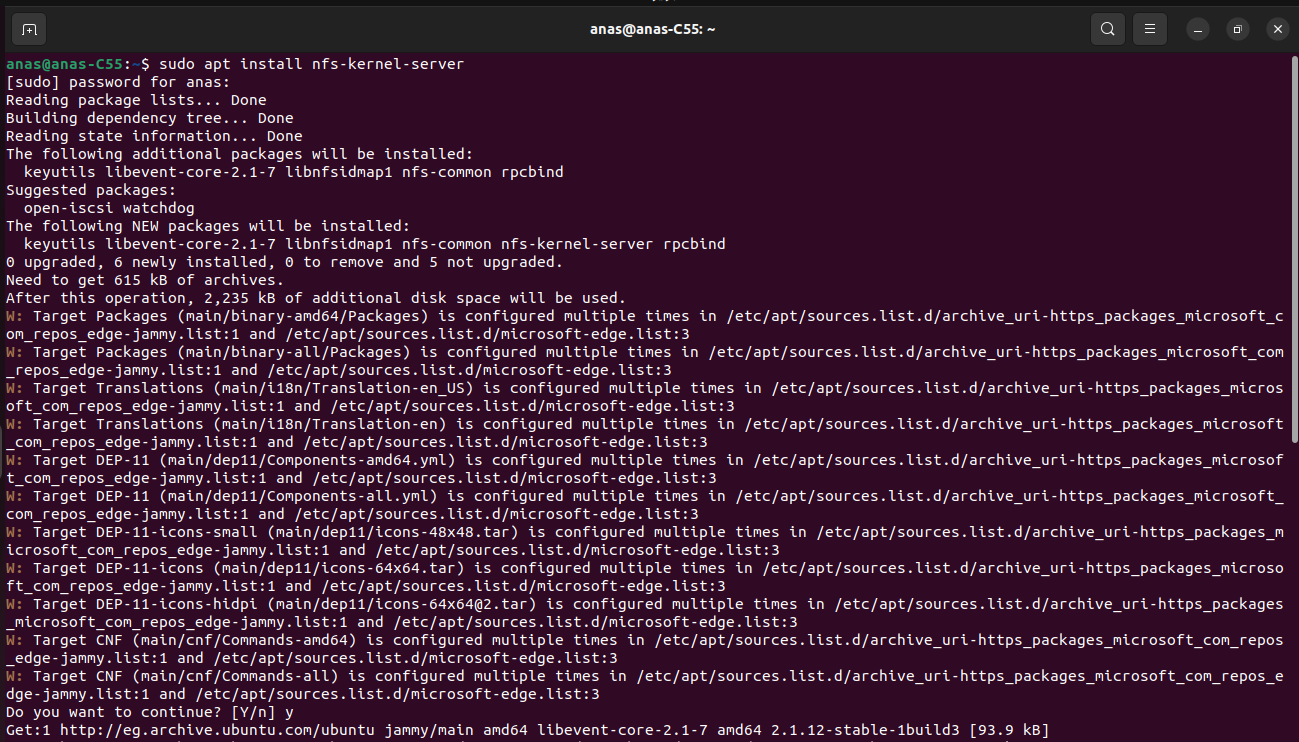 anas@anas-C55: ~
anas@anas-C55:~$ sudo apt install nfs-kernel-server
[sudo] password for anas:
Reading package lists... Done
Building dependency tree... Done
Reading state information... Done
The following additional packages will be installed:
  keyutils libevent-core-2.1-7 libnfsidmap1 nfs-common rpcbind
Suggested packages:
  open-iscsi watchdog
The following NEW packages will be installed:
  keyutils libevent-core-2.1-7 libnfsidmap1 nfs-common nfs-kernel-server rpcbind
0 upgraded, 6 newly installed, 0 to remove and 5 not upgraded.
Need to get 615 kB of archives.
After this operation, 2,235 kB of additional disk space will be used.
W: Target Packages (main/binary-amd64/Packages) is configured multiple times in /etc/apt/sources.list.d/archive_uri-https_packages_microsoft_c
om_repos_edge-jammy.list:1 and /etc/apt/sources.list.d/microsoft-edge.list:3
W: Target Packages (main/binary-all/Packages) is configured multiple times in /etc/apt/sources.list.d/archive_uri-https_packages_microsoft_com
_repos_edge-jammy.list:1 and /etc/apt/sources.list.d/microsoft-edge.list:3
W: Target Translations (main/i18n/Translation-en_US) is configured multiple times in /etc/apt/sources.list.d/archive_uri-https_packages_micros
oft_com_repos_edge-jammy.list:1 and /etc/apt/sources.list.d/microsoft-edge.list:3
W: Target Translations (main/i18n/Translation-en) is configured multiple times in /etc/apt/sources.list.d/archive_uri-https_packages_microsoft
_com_repos_edge-jammy.list:1 and /etc/apt/sources.list.d/microsoft-edge.list:3
W: Target DEP-11 (main/dep11/Components-amd64.yml) is configured multiple times in /etc/apt/sources.list.d/archive_uri-https_packages_microsof
t_com_repos_edge-jammy.list:1 and /etc/apt/sources.list.d/microsoft-edge.list:3
W: Target DEP-11 (main/dep11/Components-all.yml) is configured multiple times in /etc/apt/sources.list.d/archive_uri-https_packages_microsoft_
com_repos_edge-jammy.list:1 and /etc/apt/sources.list.d/microsoft-edge.list:3
W: Target DEP-11-icons-small (main/dep11/icons-48x48.tar) is configured multiple times in /etc/apt/sources.list.d/archive_uri-https_packages_m
icrosoft_com_repos_edge-jammy.list:1 and /etc/apt/sources.list.d/microsoft-edge.list:3
W: Target DEP-11-icons (main/dep11/icons-64x64.tar) is configured multiple times in /etc/apt/sources.list.d/archive_uri-https_packages_microso
ft_com_repos_edge-jammy.list:1 and /etc/apt/sources.list.d/microsoft-edge.list:3
W: Target DEP-11-icons-hidpi (main/dep11/icons-64x64@2.tar) is configured multiple times in /etc/apt/sources.list.d/archive_uri-https_packages
_microsoft_com_repos_edge-jammy.list:1 and /etc/apt/sources.list.d/microsoft-edge.list:3
W: Target CNF (main/cnf/Commands-amd64) is configured multiple times in /etc/apt/sources.list.d/archive_uri-https_packages_microsoft_com_repos
_edge-jammy.list:1 and /etc/apt/sources.list.d/microsoft-edge.list:3
W: Target CNF (main/cnf/Commands-all) is configured multiple times in /etc/apt/sources.list.d/archive_uri-https_packages_microsoft_com_repos_e
dge-jammy.list:1 and /etc/apt/sources.list.d/microsoft-edge.list:3
Do you want to continue? [Y/n] y
Get:1 http://eg.archive.ubuntu.com/ubuntu jammy/main amd64 libevent-core-2.1-7 amd64 2.1.12-stable-1build3 [93.9 kB]